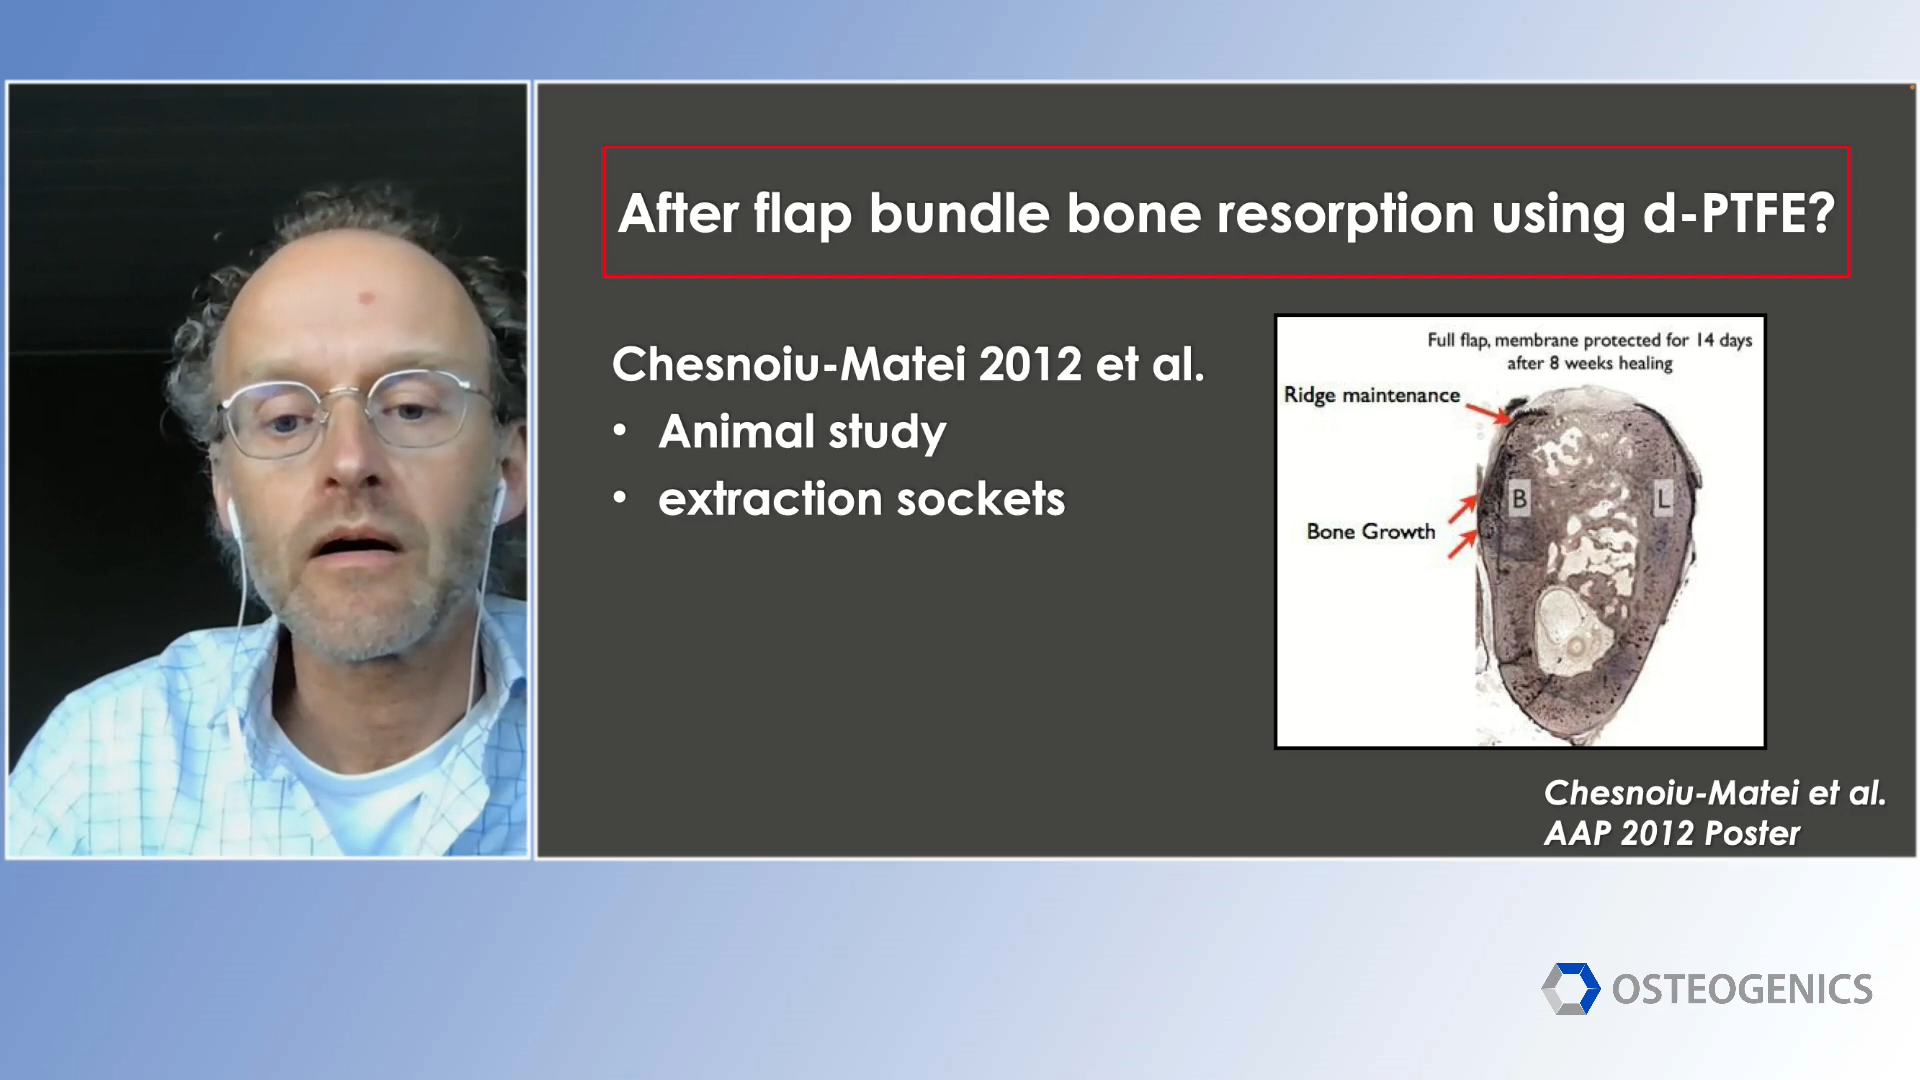 After flap bundle bone resorption using d-PTFE?
Chesnoiu-Matei 2012 et al.
• Animal study
• extraction sockets
Full flap, membrane protected for 14 days
after 8 weeks healing
Ridge maintenance
B
L
Bone Growth
Chesnoiu-Matei et al.
AAP 2012 Poster
OSTEOGENICS